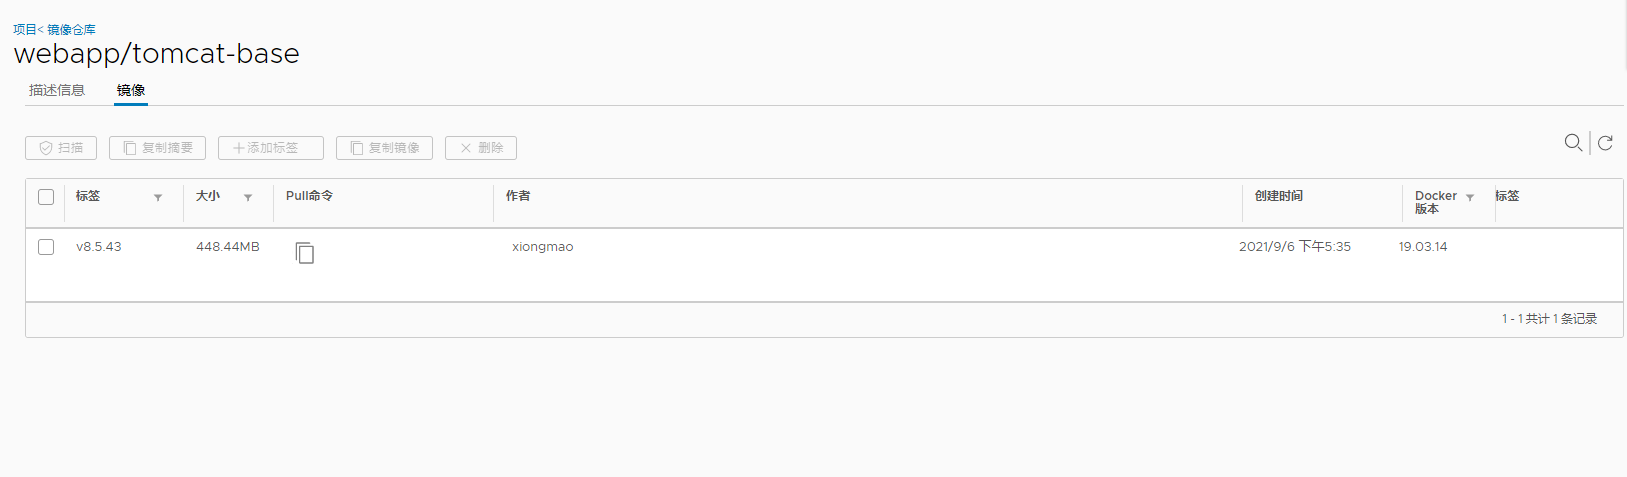 项目< 镜像仓库
webapp/tomcat-base
描述信息 镜像
扫描 复制摘要 添加标签 复制镜像 删除
标签 大小 Pull命令 作者 创建时间 Docker 版本 标签
v8.5.43 448.44MB xiongmao 2021/9/6 下午5:35 19.03.14
1 - 1 共计 1 条记录